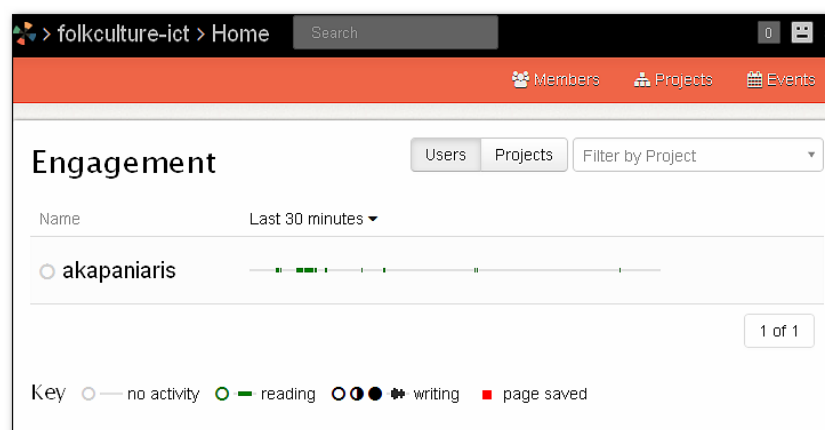 > folkculture-ict > Home Search 0
Members Projects Events
Engagement Users Projects Filter by Project
Name Last 30 minutes
akapaniaris
1 of 1
Key no activity reading writing page saved